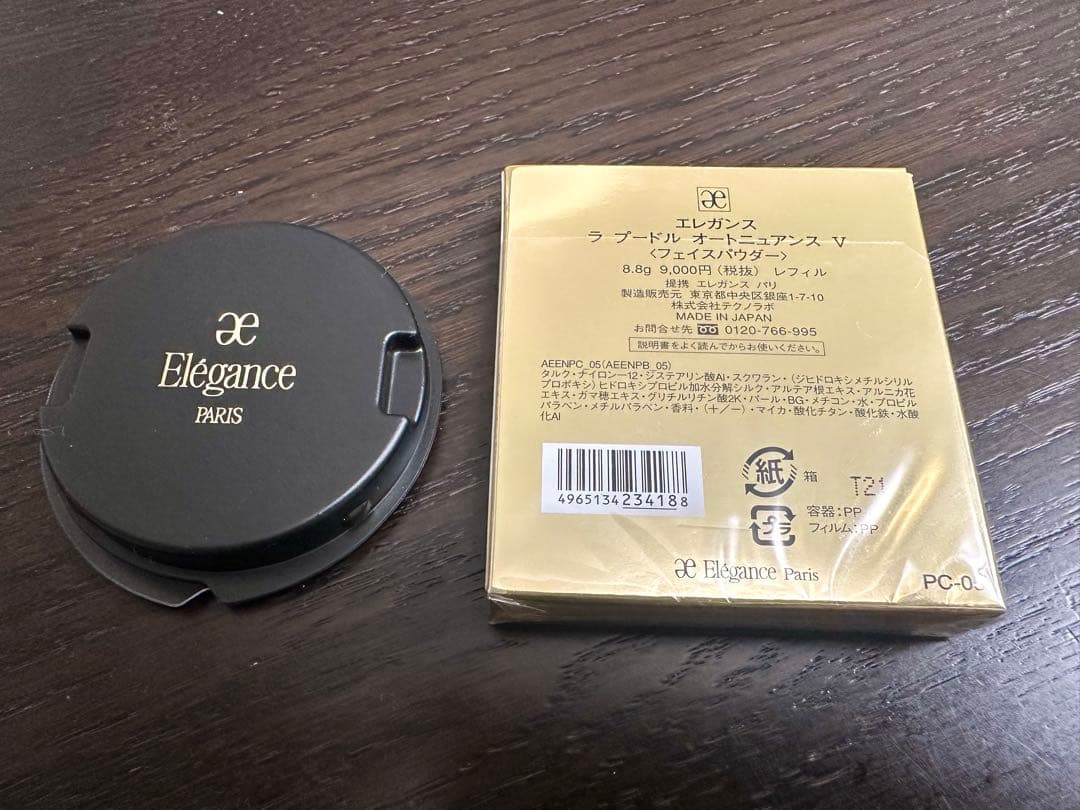 æ
Elégance
PARIS
æ
エレガンス
ラ プードル オートニュアンス V
〈フェイスパウダー〉
8.8g 9,000円(税抜) レフィル
提携 エレガンス パリ
製造販売元 東京都中央区銀座1-7-10
株式会社テクノラボ
MADE IN JAPAN
お問合せ先 0120-766-995
説明書をよく読んでからお使いください。
AEENPC_05(AEENPB_05)
タルク・ナイロン-12・ジステアリン酸Al・スクワラン・(ジヒドロキシメチルシリル
プロポキシ)ヒドロキシプロピル加水分解シルク・アルテア根エキス・アルニカ花
エキス・ガマ穂エキス・グリチルリチン酸2K・パール・BG・メチコン・水・プロピル
パラベン・メチルパラベン・香料・(+/-)・マイカ・酸化チタン・酸化鉄・水酸
化Al
4965134234188
紙 箱
T21
プラ 容器:PP
フィルム:PP
æ Elégance Paris